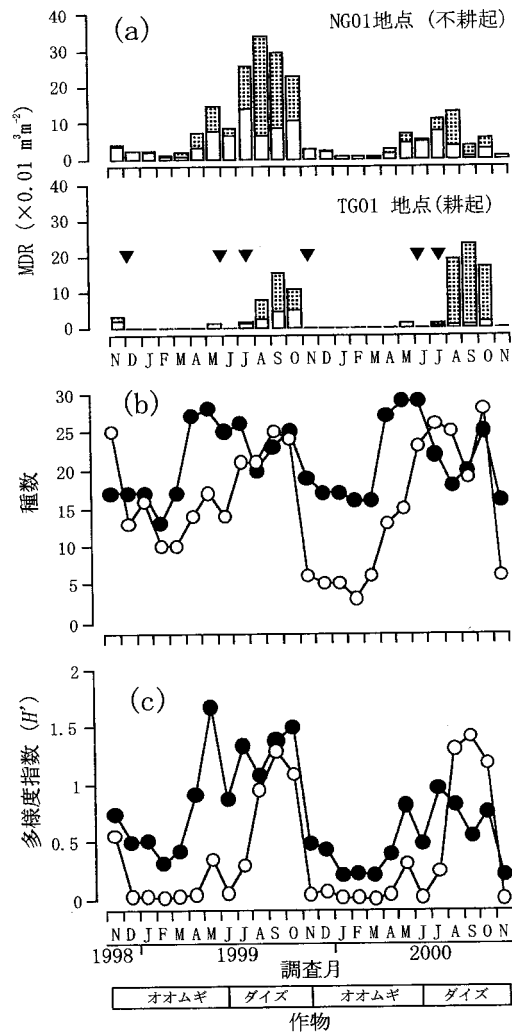 (a)
NG01地点 (不耕起)
40
30
20
10
0
MDR (×0.01 m³m⁻²)
TG01 地点(耕起)
40
30
20
10
0
N D J F M A M J J A S O N D J F M A M J J A S O N
(b)
30
25
20
15
10
5
0
種数
(c)
2
1.5
1
0.5
0
多様度指数 (H')
N D J F M A M J J A S O N D J F M A M J J A S O N
1998 1999 2000
調査月
オオムギ ダイズ オオムギ ダイズ
作物